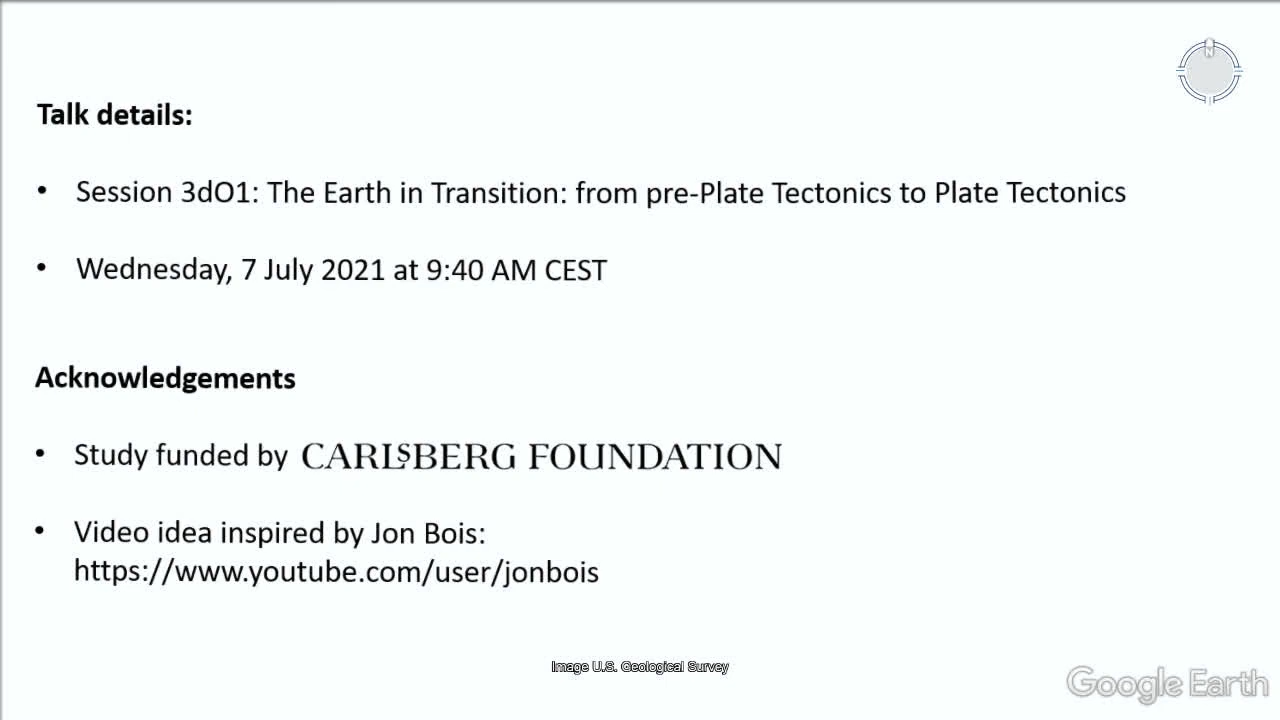 N
Talk details:
• Session 3dO1: The Earth in Transition: from pre-Plate Tectonics to Plate Tectonics
• Wednesday, 7 July 2021 at 9:40 AM CEST
Acknowledgements
• Study funded by CARLSBERG FOUNDATION
• Video idea inspired by Jon Bois:
https://www.youtube.com/user/jonbois
Image U.S. Geological Survey
Google Earth